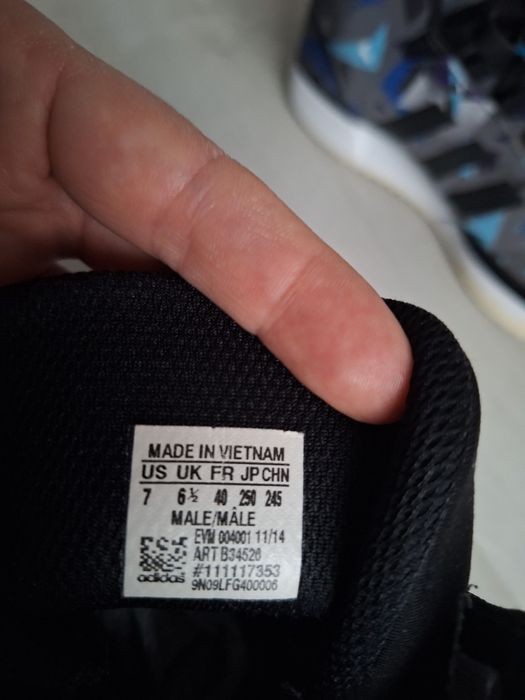 MADE IN VIETNAM
US UK FR JP CHN
7 6½ 40 250 245
MALE/MÂLE
EVM 004001 11/14
ART B34526
#111117353
adidas 9N09LFG400006